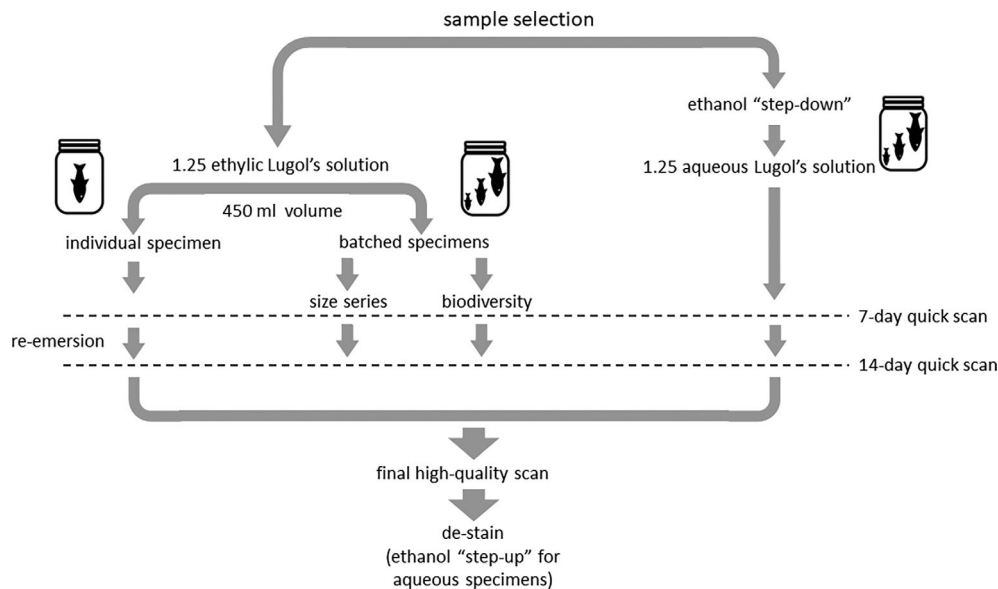 sample selection
ethanol “step-down”
1.25 ethylic Lugol’s solution
1.25 aqueous Lugol’s solution
450 ml volume
individual specimen
batched specimens
size series
biodiversity
7-day quick scan
re-emersion
14-day quick scan
final high-quality scan
de-stain
(ethanol “step-up” for
aqueous specimens)